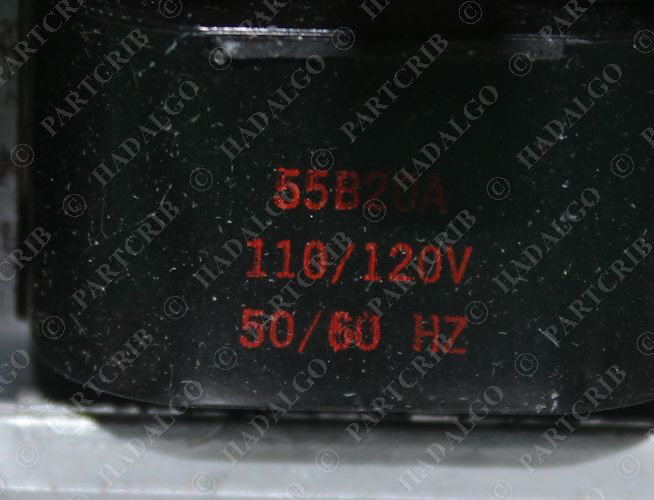 55B20A
110/120V
50/60 HZ
© PARTCRIB
© HADALGO